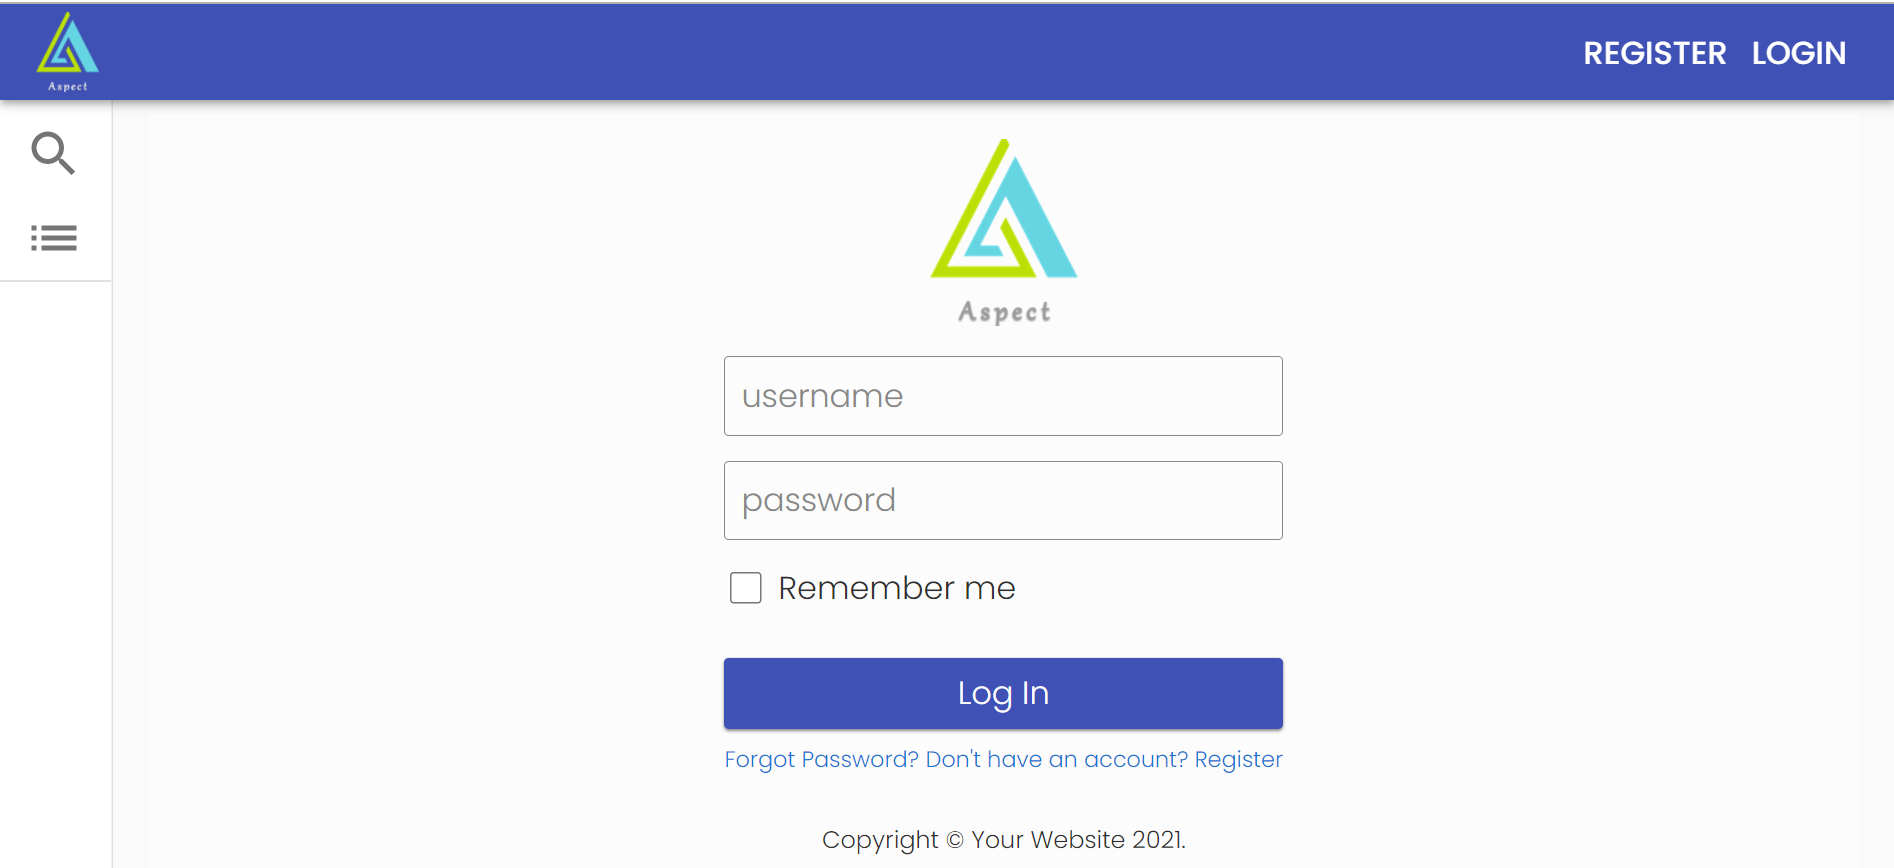 Aspect
REGISTER LOGIN
Aspect
username
password
Remember me
Log In
Forgot Password? Don't have an account? Register
Copyright © Your Website 2021.